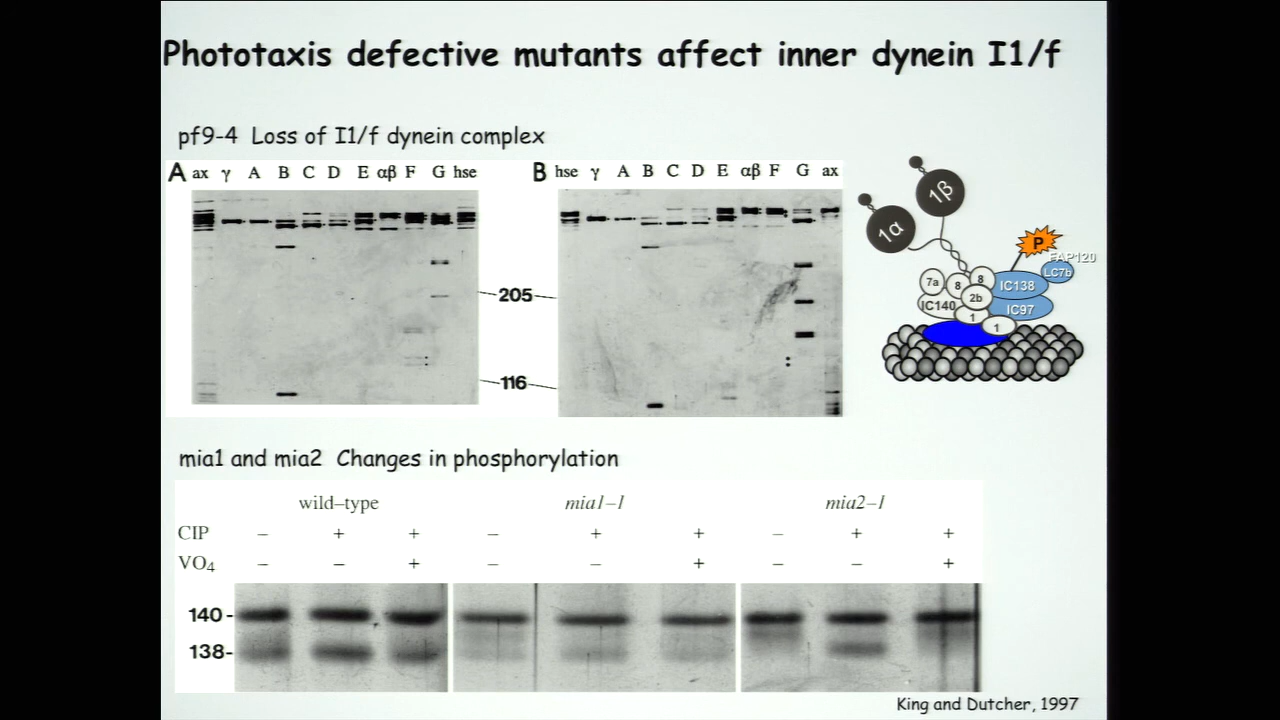 Phototaxis defective mutants affect inner dynein I1/f
pf9-4 Loss of I1/f dynein complex
A ax γ A B C D E αβ F G hse
B hse γ A B C D E αβ F G ax
205
116
1β
1α
P
FAP120
LC7b
7a
8
8
IC138
IC140
2b
IC97
1
1
mia1 and mia2 Changes in phosphorylation
wild–type mia1–1 mia2–1
CIP – + + – + + – + +
VO4 – – + – – + – – +
140-
138-
King and Dutcher, 1997